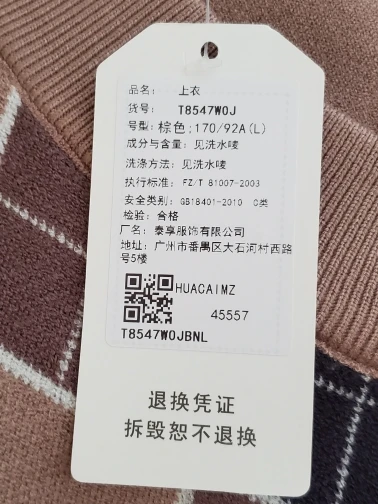 品名： 上衣
货号： T8547W0J
号型：棕色;170/92A(L)
成分与含量：见洗水唛
洗涤方法：见洗水唛
执行标准：FZ/T 81007-2003
安全类别：GB18401-2010 C类
检验：合格
厂名：泰享服饰有限公司
地址：广州市番禺区大石河村西路
号5楼
HUACAIMZ
45557
T8547W0JBNL
退换凭证
拆毁恕不退换